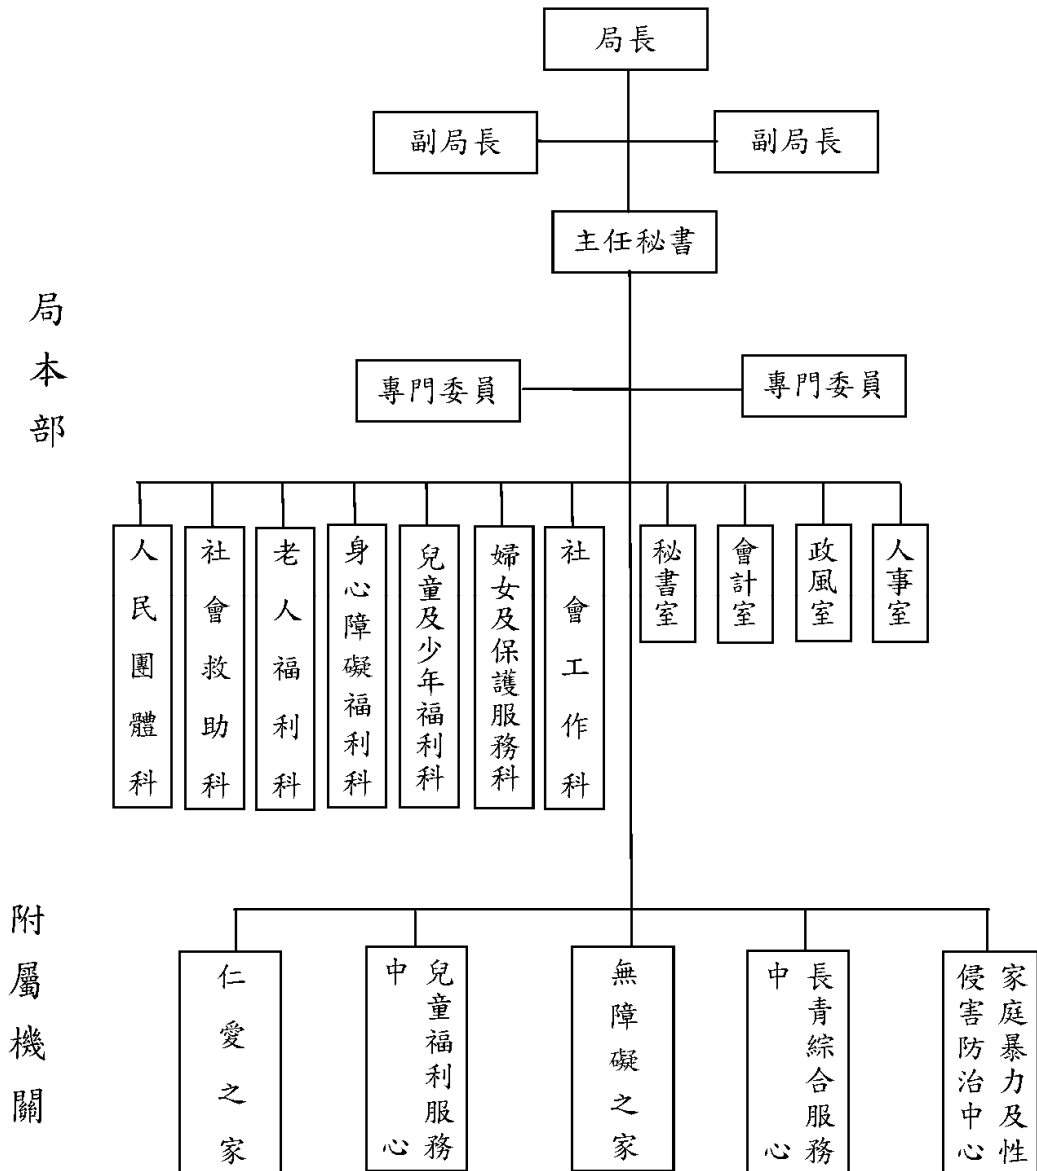 局長
副局長
副局長
主任秘書
局本部
專門委員
專門委員
人民團體科
社會救助科
老人福利科
身心障礙福利科
兒童及少年福利科
婦女及保護服務科
社會工作科
秘書室
會計室
政風室
人事室
附屬機關
仁愛之家
兒童福利服務
中心
無障礙之家
長青綜合服務
中心
家庭暴力及性
侵害防治中心